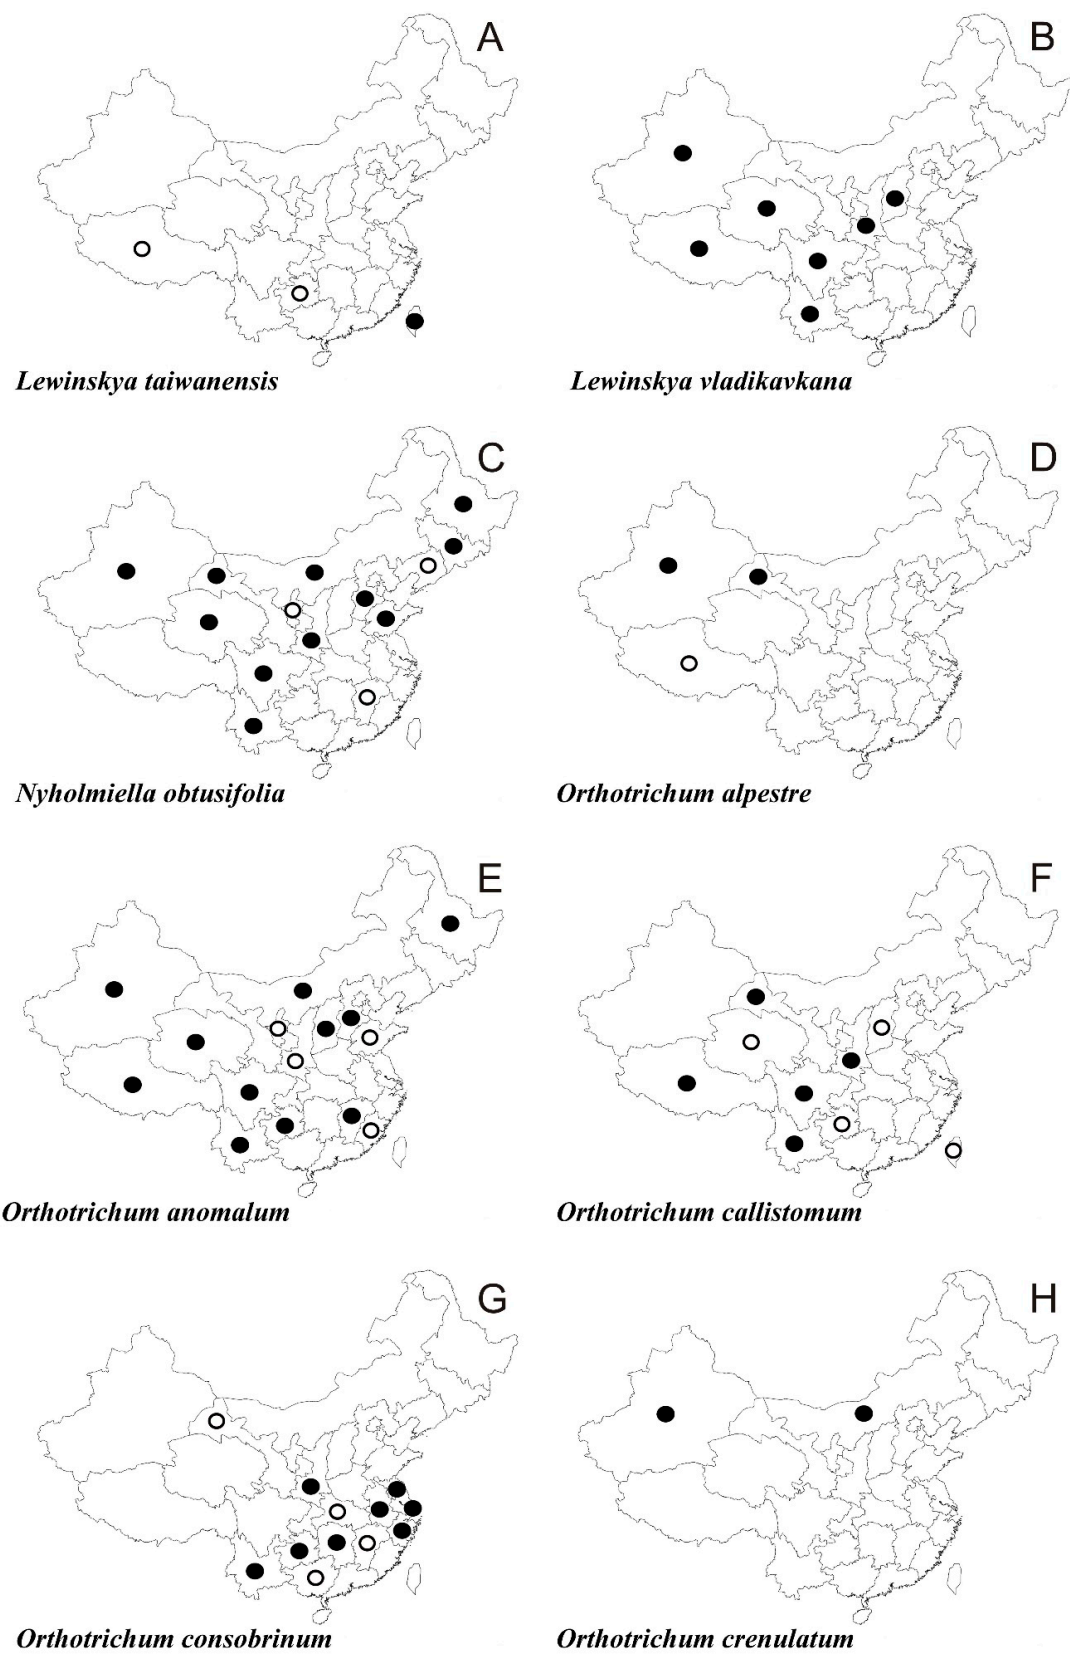 A
B
Lewinskya taiwanensis
Lewinskya vladikavkana
C
D
Nyholmiella obtusifolia
Orthotrichum alpestre
E
F
Orthotrichum anomalum
Orthotrichum callistomum
G
H
Orthotrichum consobrinum
Orthotrichum crenulatum